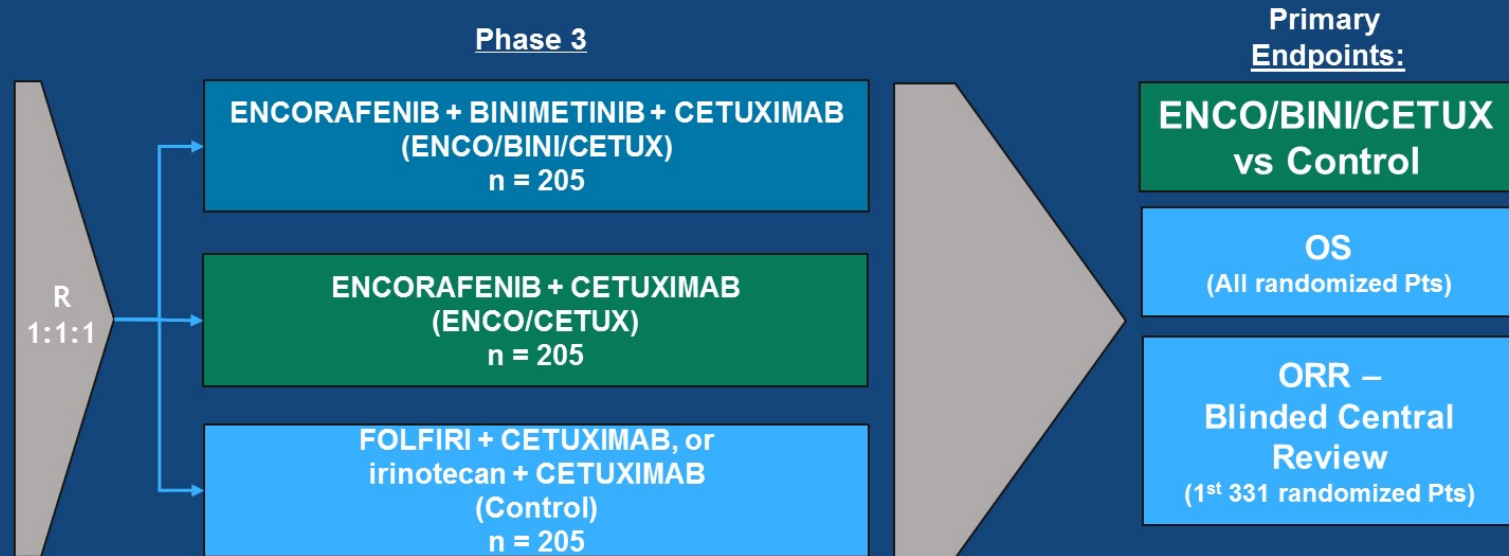 Phase 3
R
1:1:1
ENCORAFENIB + BINIMETINIB + CETUXIMAB
(ENCO/BINI/CETUX)
n = 205
ENCORAFENIB + CETUXIMAB
(ENCO/CETUX)
n = 205
FOLFIRI + CETUXIMAB, or
irinotecan + CETUXIMAB
(Control)
n = 205
Primary
Endpoints:
ENCO/BINI/CETUX
vs Control
OS
(All randomized Pts)
ORR –
Blinded Central
Review
(1st 331 randomized Pts)